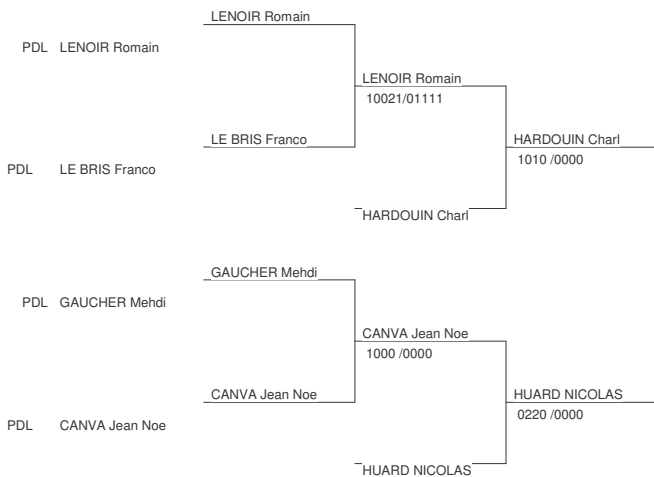 LENOIR Romain
PDL LENOIR Romain
LENOIR Romain
10021/01111
LE BRIS Franco
HARDOUIN Charl
1010 /0000
PDL LE BRIS Franco
HARDOUIN Charl
GAUCHER Mehdi
PDL GAUCHER Mehdi
CANVA Jean Noe
1000 /0000
CANVA Jean Noe
HUARD NICOLAS
0220 /0000
PDL CANVA Jean Noe
HUARD NICOLAS